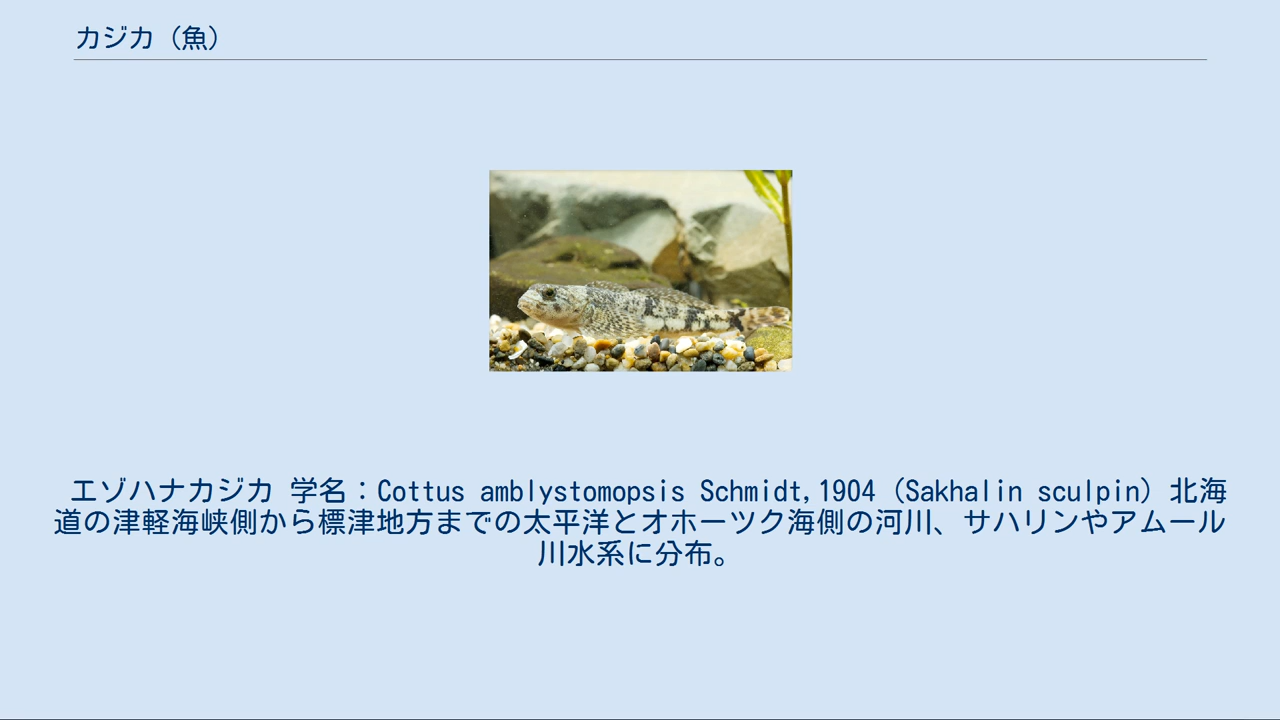 カジカ（魚）
エゾハナカジカ 学名：Cottus amblystomopsis Schmidt,1904（Sakhalin sculpin）北海
道の津軽海峡側から標津地方までの太平洋とオホーツク海側の河川、サハリンやアムール
川水系に分布。